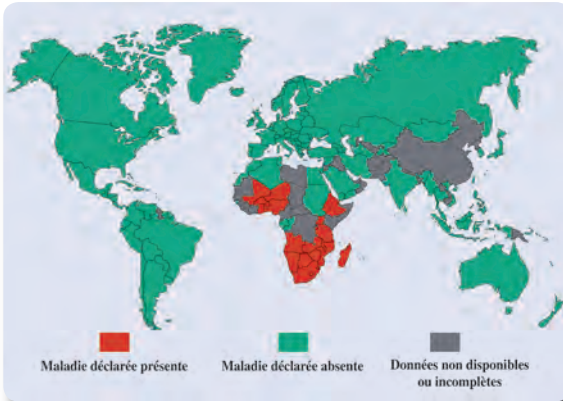 Maladie déclarée présente
Maladie déclarée absente
Données non disponibles
ou incomplètes